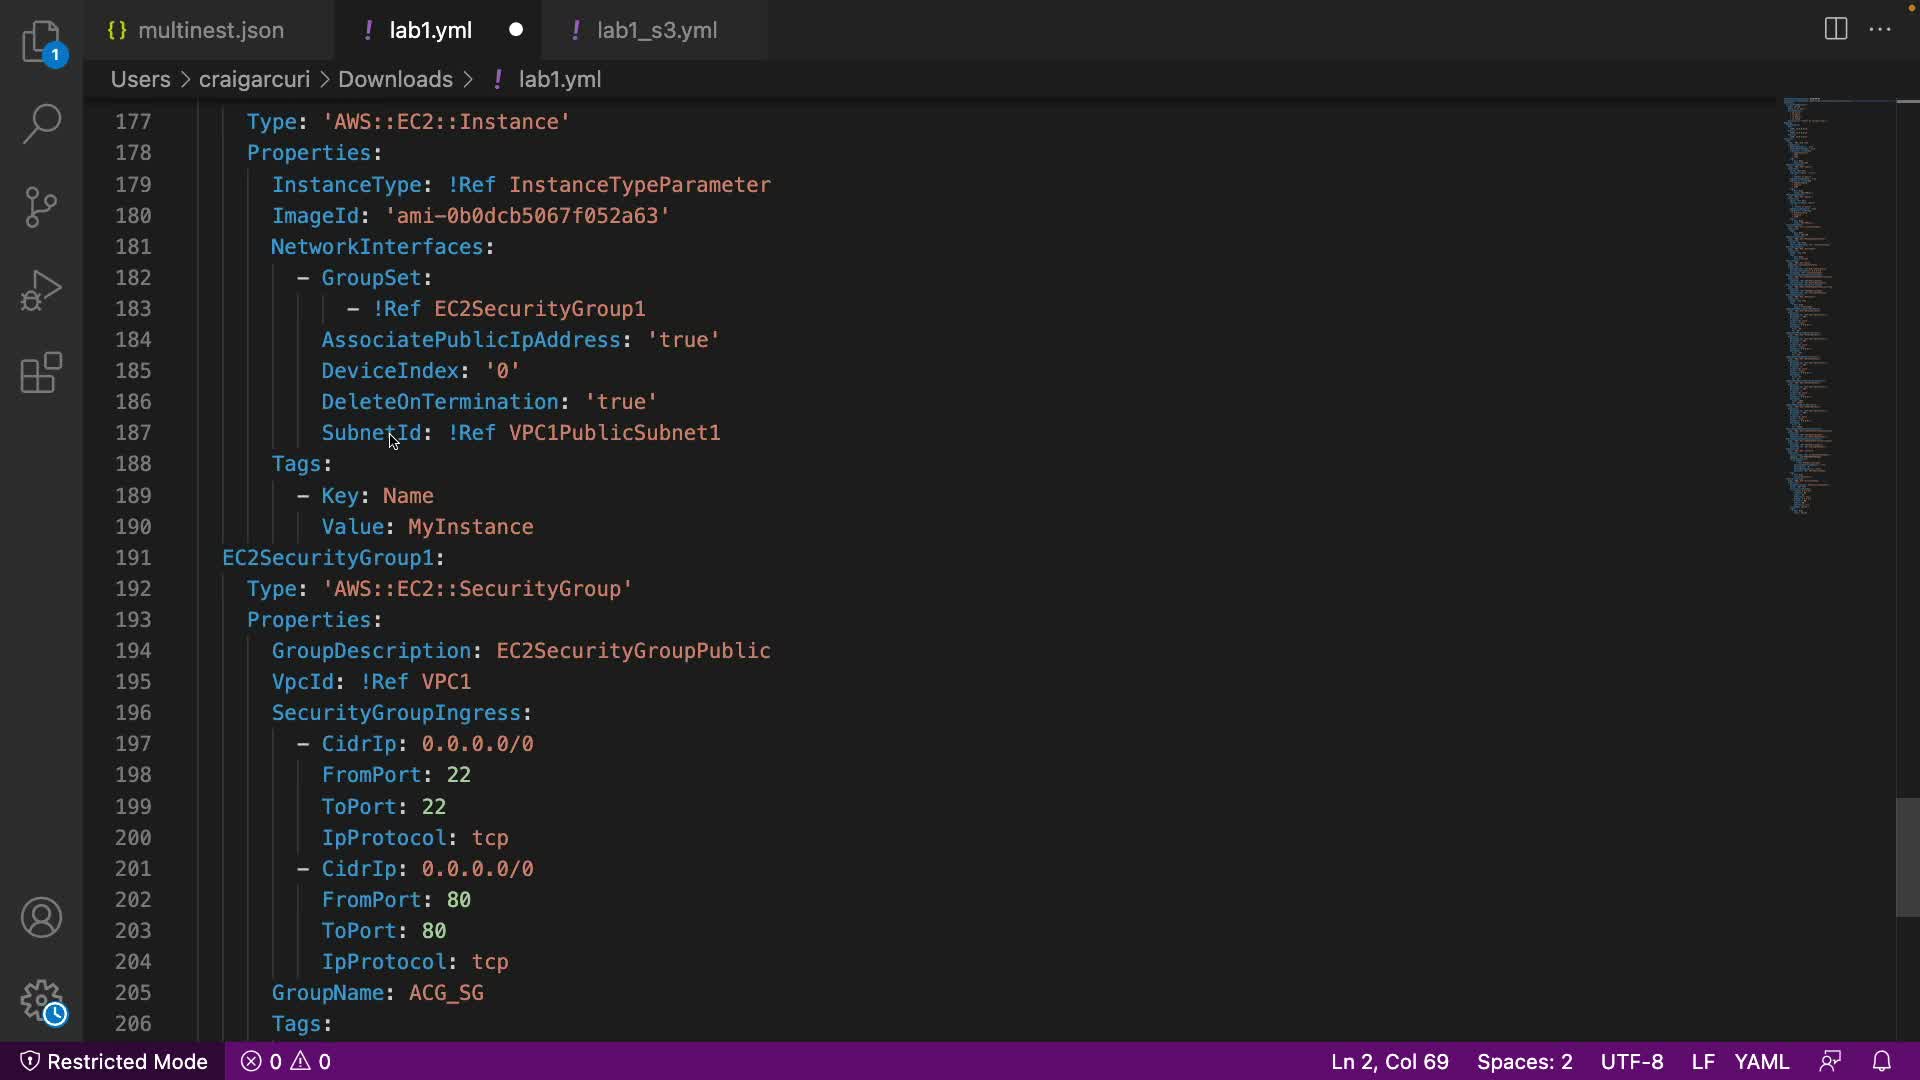 {} multinest.json ! lab1.yml ! lab1_s3.yml
1
Users > craigarcuri > Downloads > ! lab1.yml
177 Type: 'AWS::EC2::Instance'
178 Properties:
179 InstanceType: !Ref InstanceTypeParameter
180 ImageId: 'ami-0b0dcb5067f052a63'
181 NetworkInterfaces:
182 - GroupSet:
183 - !Ref EC2SecurityGroup1
184 AssociatePublicIpAddress: 'true'
185 DeviceIndex: '0'
186 DeleteOnTermination: 'true'
187 SubnetId: !Ref VPC1PublicSubnet1
188 Tags:
189 - Key: Name
190 Value: MyInstance
191 EC2SecurityGroup1:
192 Type: 'AWS::EC2::SecurityGroup'
193 Properties:
194 GroupDescription: EC2SecurityGroupPublic
195 VpcId: !Ref VPC1
196 SecurityGroupIngress:
197 - CidrIp: 0.0.0.0/0
198 FromPort: 22
199 ToPort: 22
200 IpProtocol: tcp
201 - CidrIp: 0.0.0.0/0
202 FromPort: 80
203 ToPort: 80
204 IpProtocol: tcp
205 GroupName: ACG_SG
206 Tags:
Restricted Mode 0 0 Ln 2, Col 69 Spaces: 2 UTF-8 LF YAML